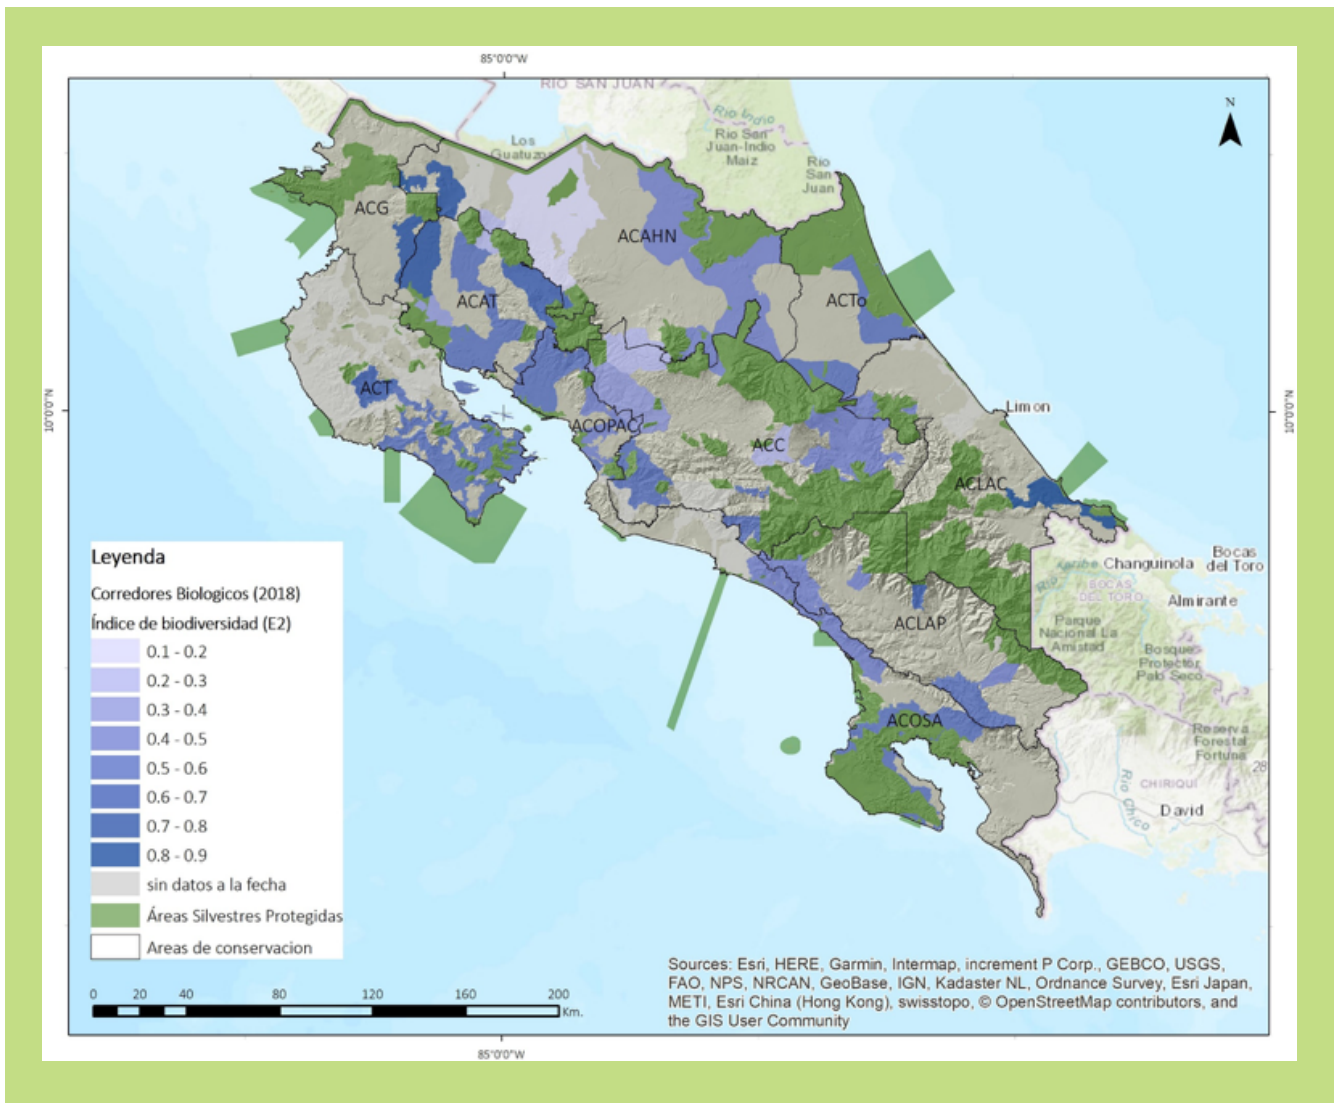 85°0'0"W
RIO SAN JUAN
N
Rio Indio
Rio San
Juan-Indio
Maiz
Los
Guatuzos
Rio
San
Juan
ACG
ACAHN
ACAT
ACTo
10°0'0"N
10°0'0"N
ACT
Limon
ACOPAC
ACC
ACLAC
Changuinola
Bocas
del Toro
BOCAS
DEL TORO
Almirante
Parque
Nacional La
Amistad
ACLAP
Bosque
Protector
Palo Seco
ACOSA
Reserva
Forestal
Fortuna
28
CHIRIQUI
Rio Chico
David
Leyenda
Corredores Biologicos (2018)
Índice de biodiversidad (E2)
0.1 - 0.2
0.2 - 0.3
0.3 - 0.4
0.4 - 0.5
0.5 - 0.6
0.6 - 0.7
0.7 - 0.8
0.8 - 0.9
sin datos a la fecha
Áreas Silvestres Protegidas
Areas de conservacion
0 20 40 80 120 160 200
Km.
Sources: Esri, HERE, Garmin, Intermap, increment P Corp., GEBCO, USGS,
FAO, NPS, NRCAN, GeoBase, IGN, Kadaster NL, Ordnance Survey, Esri Japan,
METI, Esri China (Hong Kong), swisstopo, © OpenStreetMap contributors, and
the GIS User Community
85°0'0"W